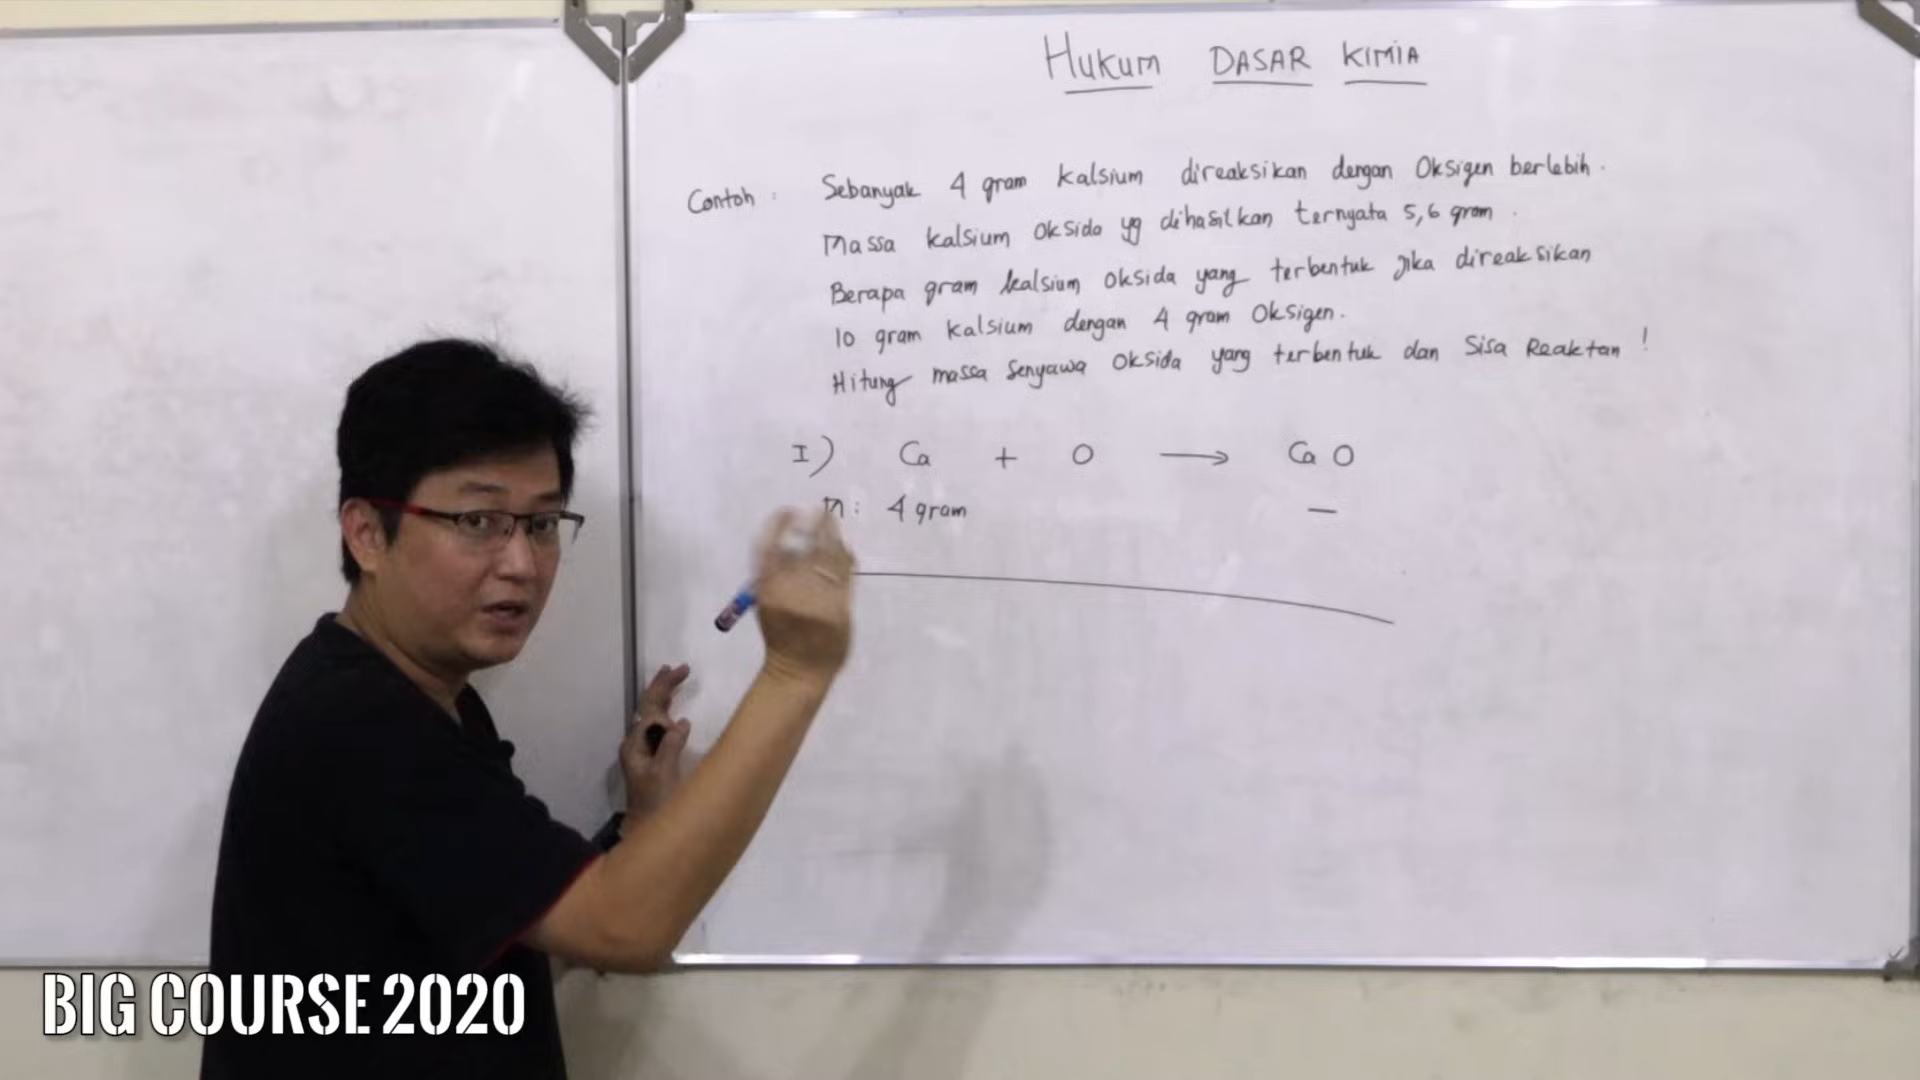 Hukum DASAR KIMIA
Contoh : Sebanyak 4 gram kalsium direaksikan dengan Oksigen berlebih.
Massa kalsium oksida yg dihasilkan ternyata 5,6 gram.
Berapa gram kalsium oksida yang terbentuk jika direaksikan
10 gram kalsium dengan 4 gram Oksigen.
Hitung massa senyawa oksida yang terbentuk dan Sisa Reaktan !
I) Ca + O → Ca O
M: 4 gram —
BIG COURSE 2020